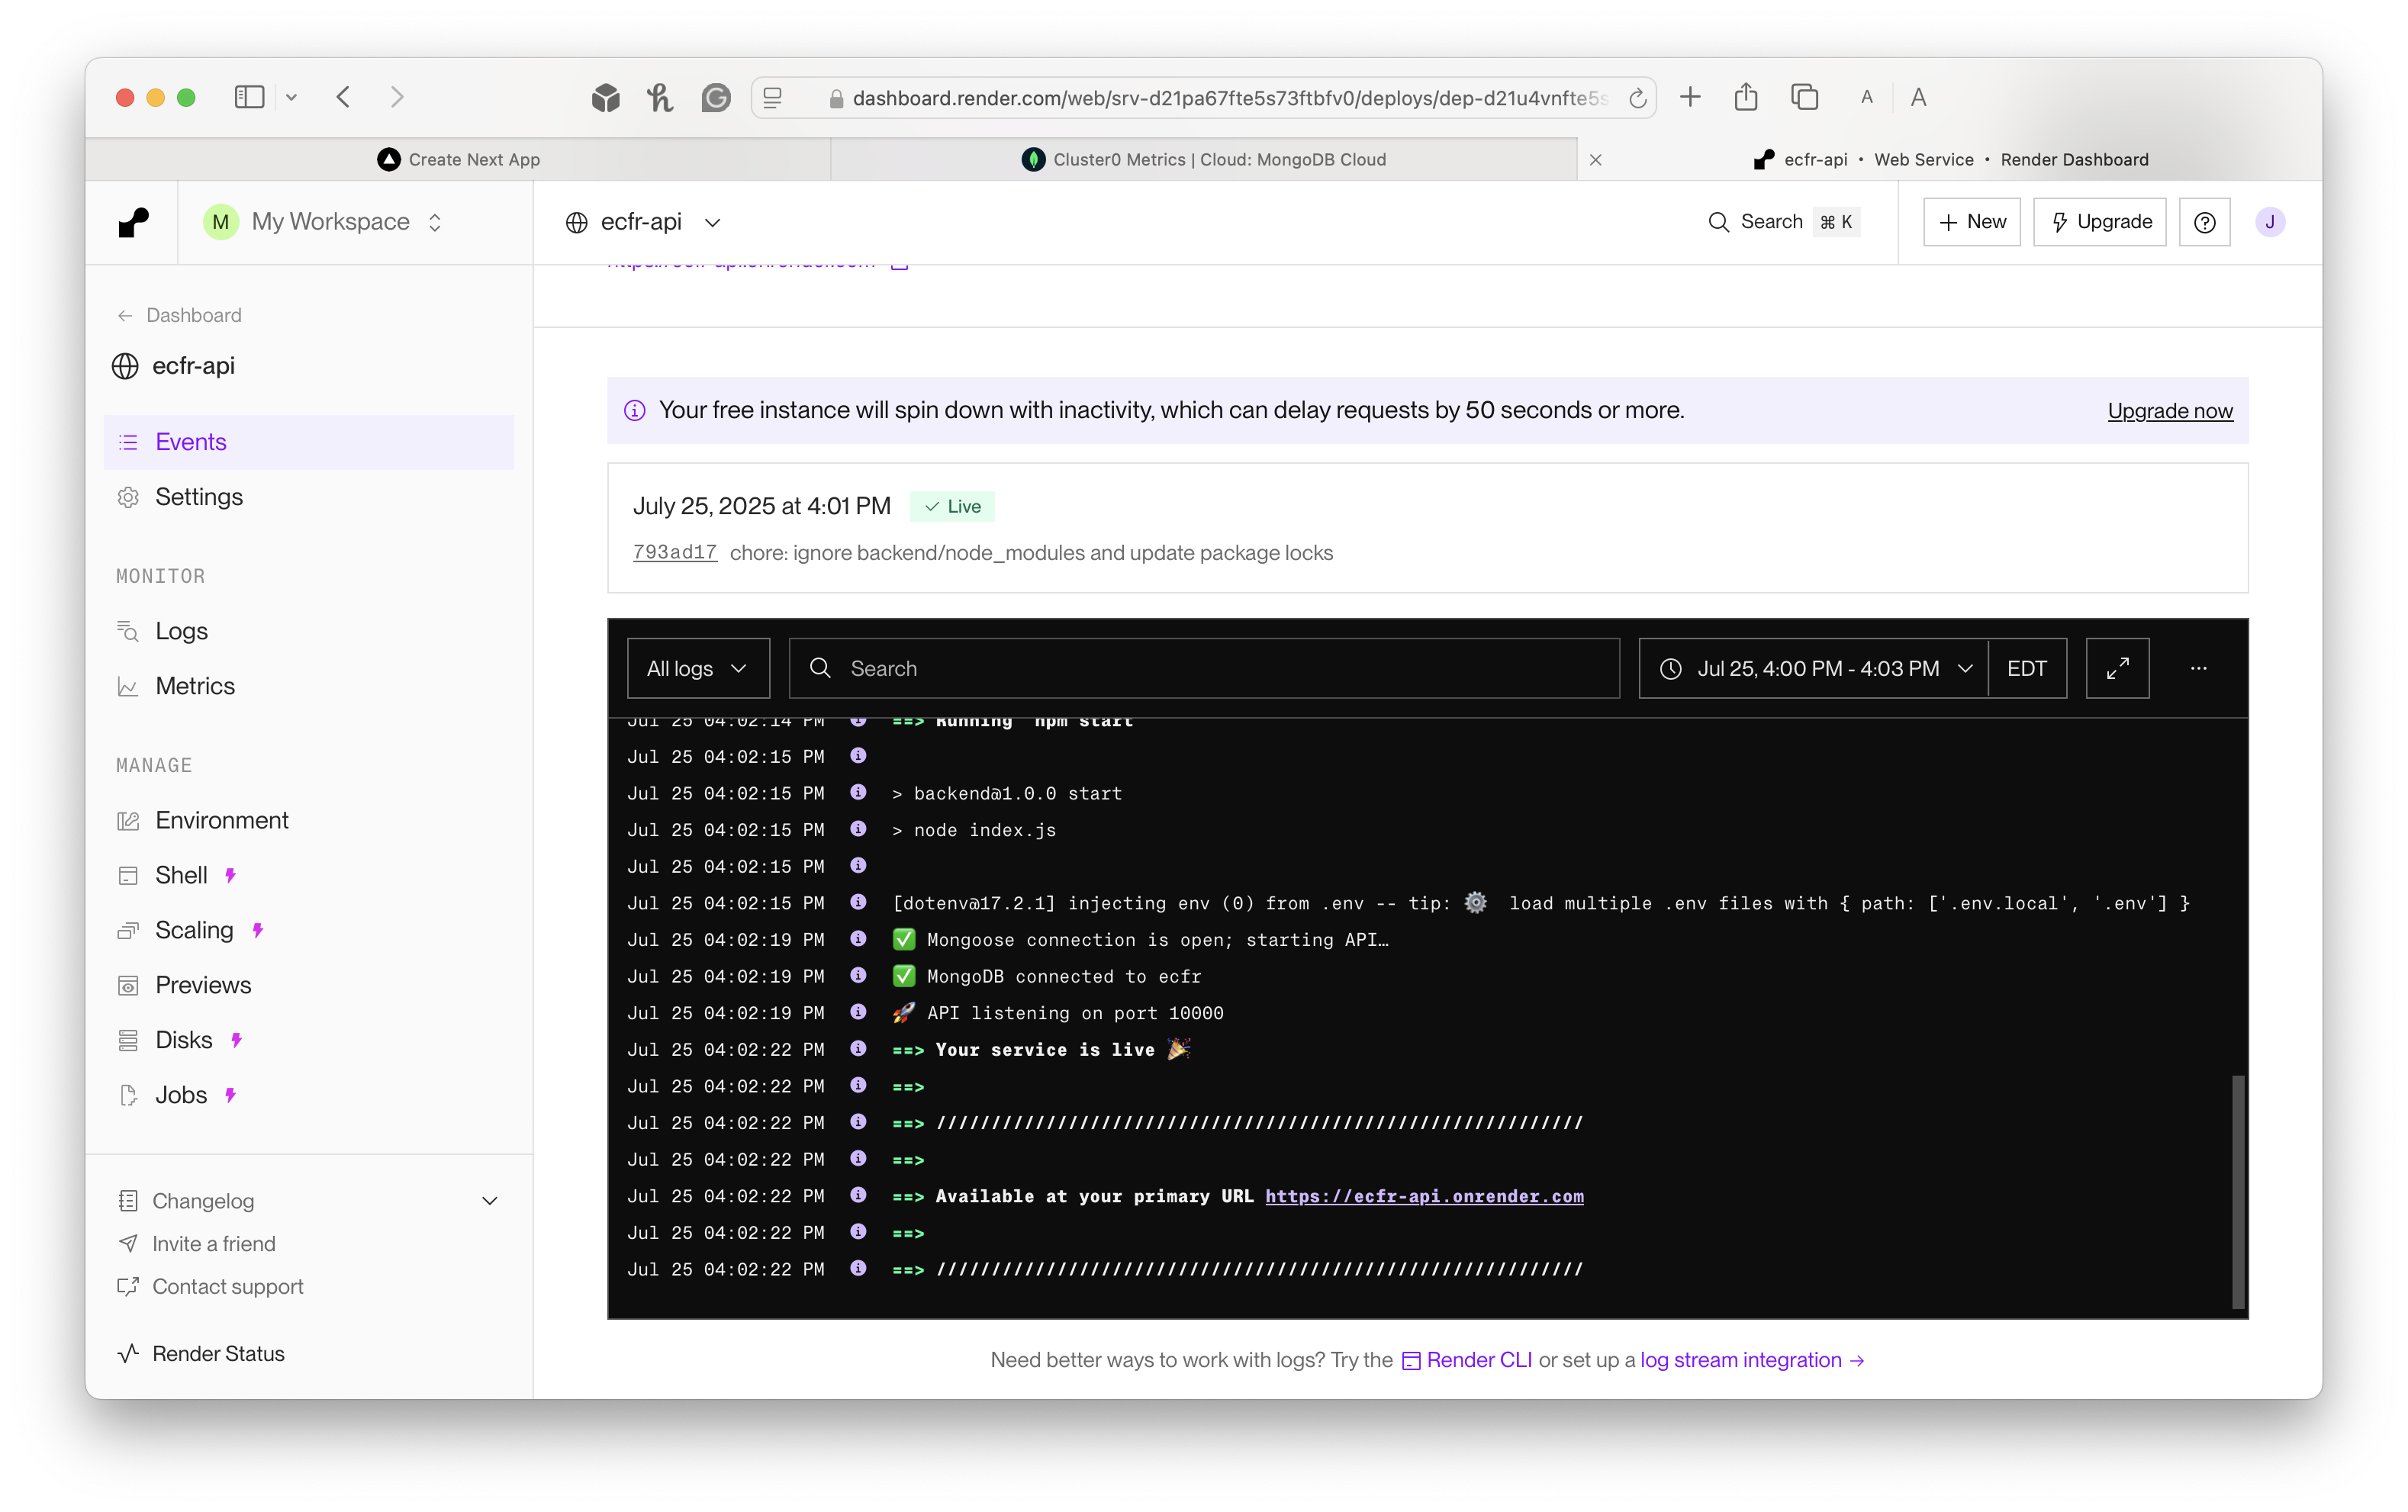 dashboard.render.com/web/srv-d21pa67fte5s73ftbfv0/deploys/dep-d21u4vnfte5s
A A
Create Next App
Cluster0 Metrics | Cloud: MongoDB Cloud
ecfr-api • Web Service • Render Dashboard
M My Workspace
ecfr-api
Search ⌘ K
+ New
Upgrade
J
https://ecfr-api.onrender.com
← Dashboard
ecfr-api
Events
Settings
MONITOR
Logs
Metrics
MANAGE
Environment
Shell
Scaling
Previews
Disks
Jobs
Changelog
Invite a friend
Contact support
Render Status
Your free instance will spin down with inactivity, which can delay requests by 50 seconds or more.
Upgrade now
July 25, 2025 at 4:01 PM ✓ Live
793ad17 chore: ignore backend/node_modules and update package locks
All logs
Search
Jul 25, 4:00 PM - 4:03 PM
EDT
...
Jul 25 04:02:14 PM ==> Running 'npm start'
Jul 25 04:02:15 PM
Jul 25 04:02:15 PM > backend@1.0.0 start
Jul 25 04:02:15 PM > node index.js
Jul 25 04:02:15 PM
Jul 25 04:02:15 PM [dotenv@17.2.1] injecting env (0) from .env -- tip: ⚙️ load multiple .env files with { path: ['.env.local', '.env'] }
Jul 25 04:02:19 PM ✅ Mongoose connection is open; starting API…
Jul 25 04:02:19 PM ✅ MongoDB connected to ecfr
Jul 25 04:02:19 PM 🚀 API listening on port 10000
Jul 25 04:02:22 PM ==> Your service is live 🎉
Jul 25 04:02:22 PM ==>
Jul 25 04:02:22 PM ==> ///////////////////////////////////////////////////////////
Jul 25 04:02:22 PM ==>
Jul 25 04:02:22 PM ==> Available at your primary URL https://ecfr-api.onrender.com
Jul 25 04:02:22 PM ==>
Jul 25 04:02:22 PM ==> ///////////////////////////////////////////////////////////
Need better ways to work with logs? Try the Render CLI or set up a log stream integration →